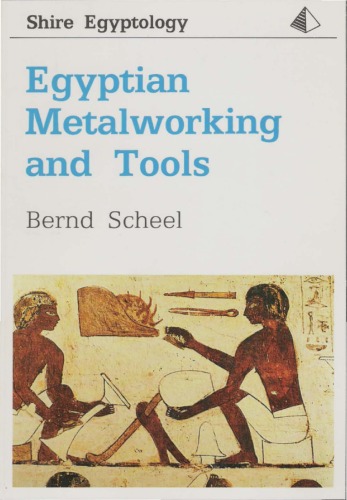 Shire Egyptology
Egyptian
Metalworking
and Tools
Bernd Scheel